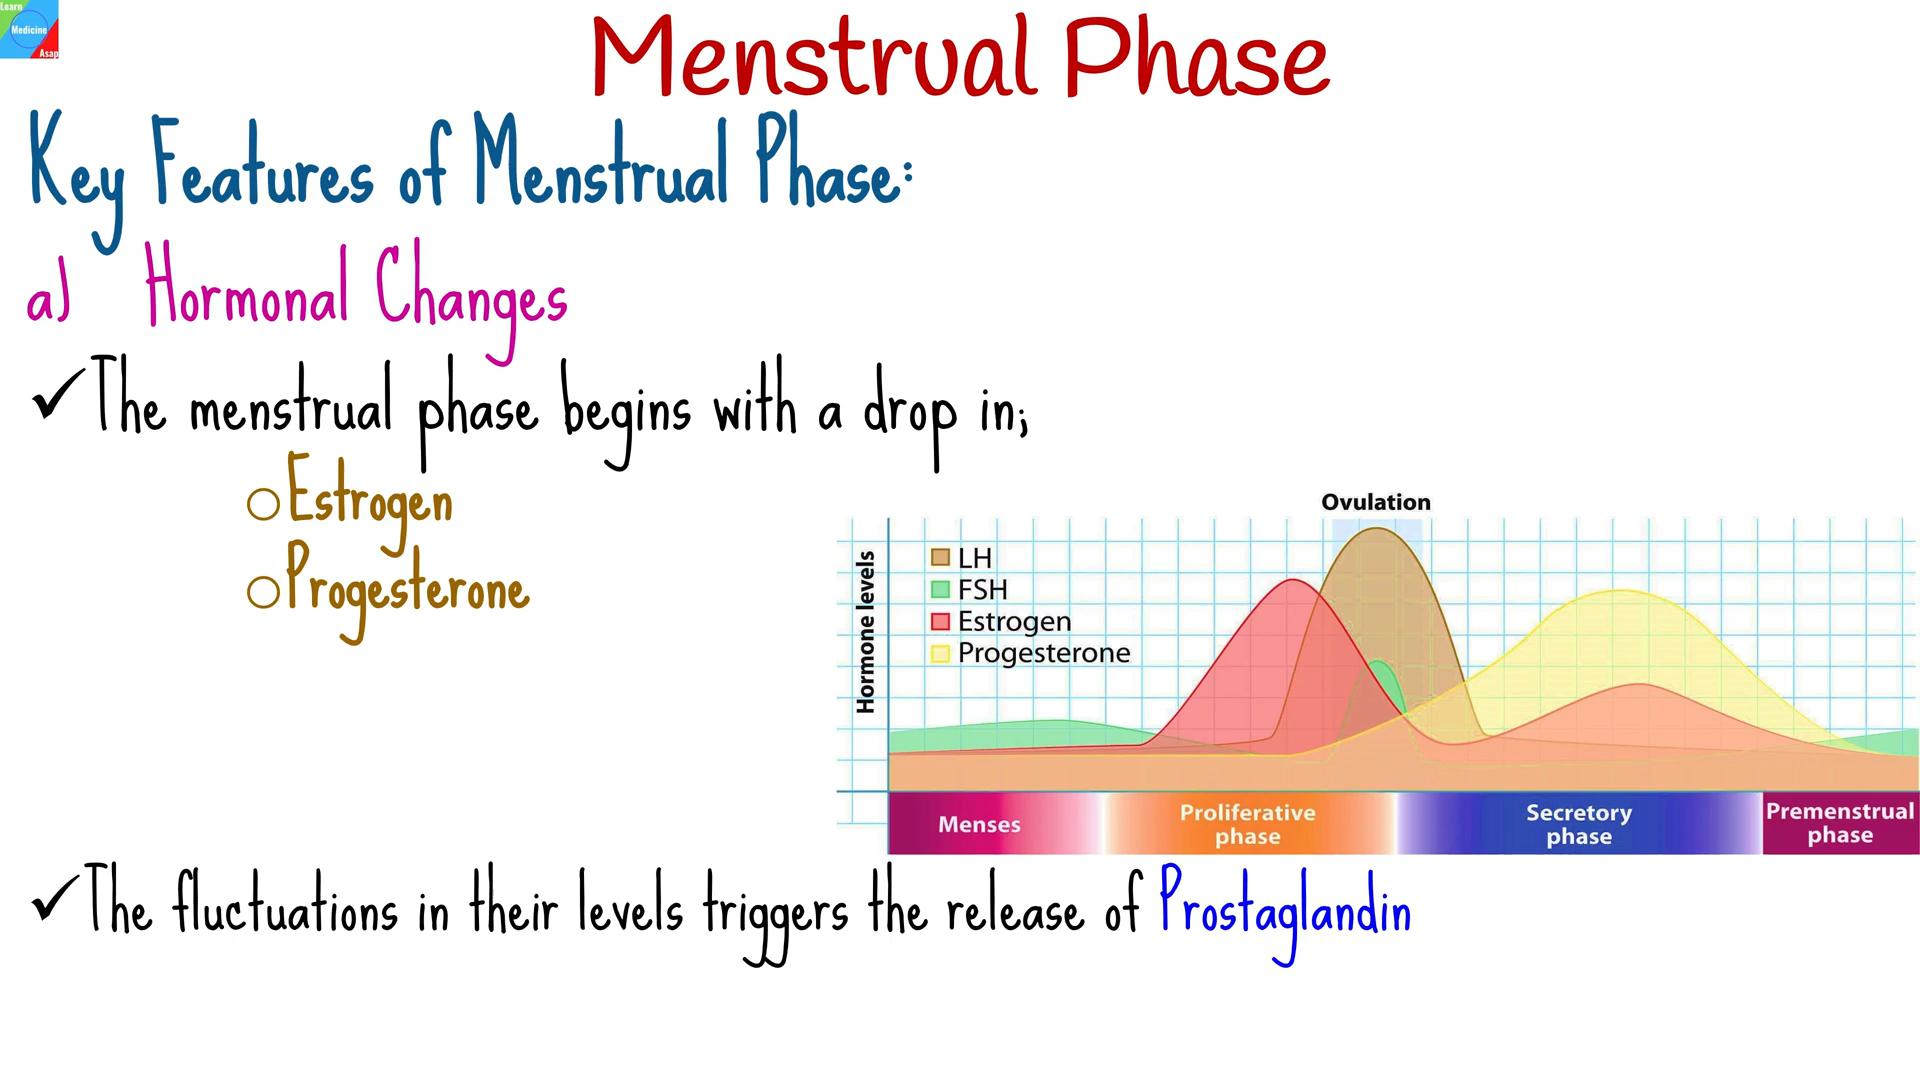 Learn
Medicine
Asap
Menstrual Phase
Key Features of Menstrual Phase:
a) Hormonal Changes
✓The menstrual phase begins with a drop in;
○Estrogen
○Progesterone
Ovulation
Hormone levels
LH
FSH
Estrogen
Progesterone
Menses
Proliferative
phase
Secretory
phase
Premenstrual
phase
✓The fluctuations in their levels triggers the release of Prostaglandin